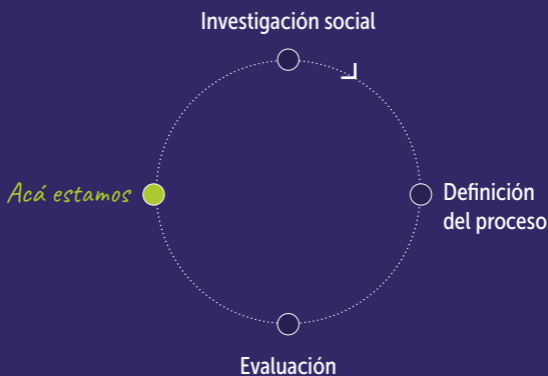 Investigación social
Acá estamos
Definición
del proceso
Evaluación